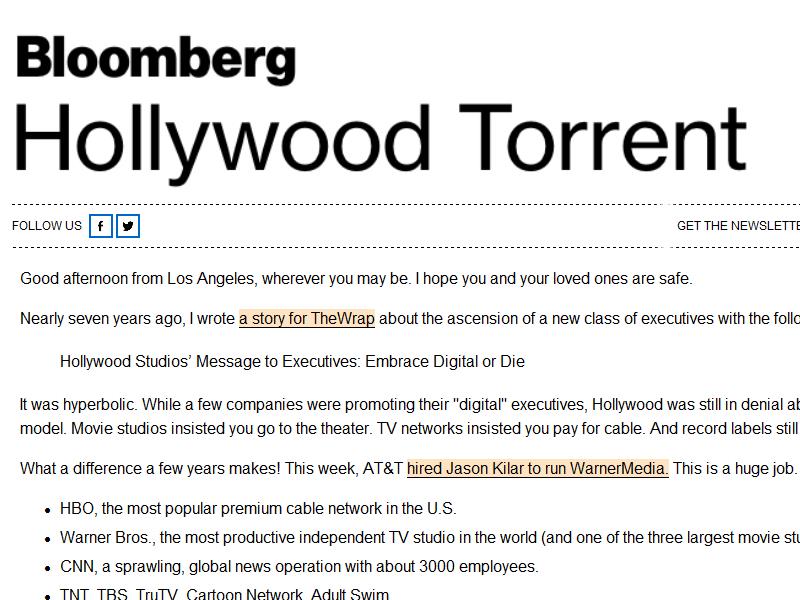 Bloomberg
Hollywood Torrent
FOLLOW US
GET THE NEWSLETTE
Good afternoon from Los Angeles, wherever you may be. I hope you and your loved ones are safe.
Nearly seven years ago, I wrote a story for TheWrap about the ascension of a new class of executives with the follo
Hollywood Studios’ Message to Executives: Embrace Digital or Die
It was hyperbolic. While a few companies were promoting their "digital" executives, Hollywood was still in denial ab
model. Movie studios insisted you go to the theater. TV networks insisted you pay for cable. And record labels still
What a difference a few years makes! This week, AT&T hired Jason Kilar to run WarnerMedia. This is a huge job.
• HBO, the most popular premium cable network in the U.S.
• Warner Bros., the most productive independent TV studio in the world (and one of the three largest movie stu
• CNN, a sprawling, global news operation with about 3000 employees.
• TNT, TBS, TruTV, Cartoon Network, Adult Swim